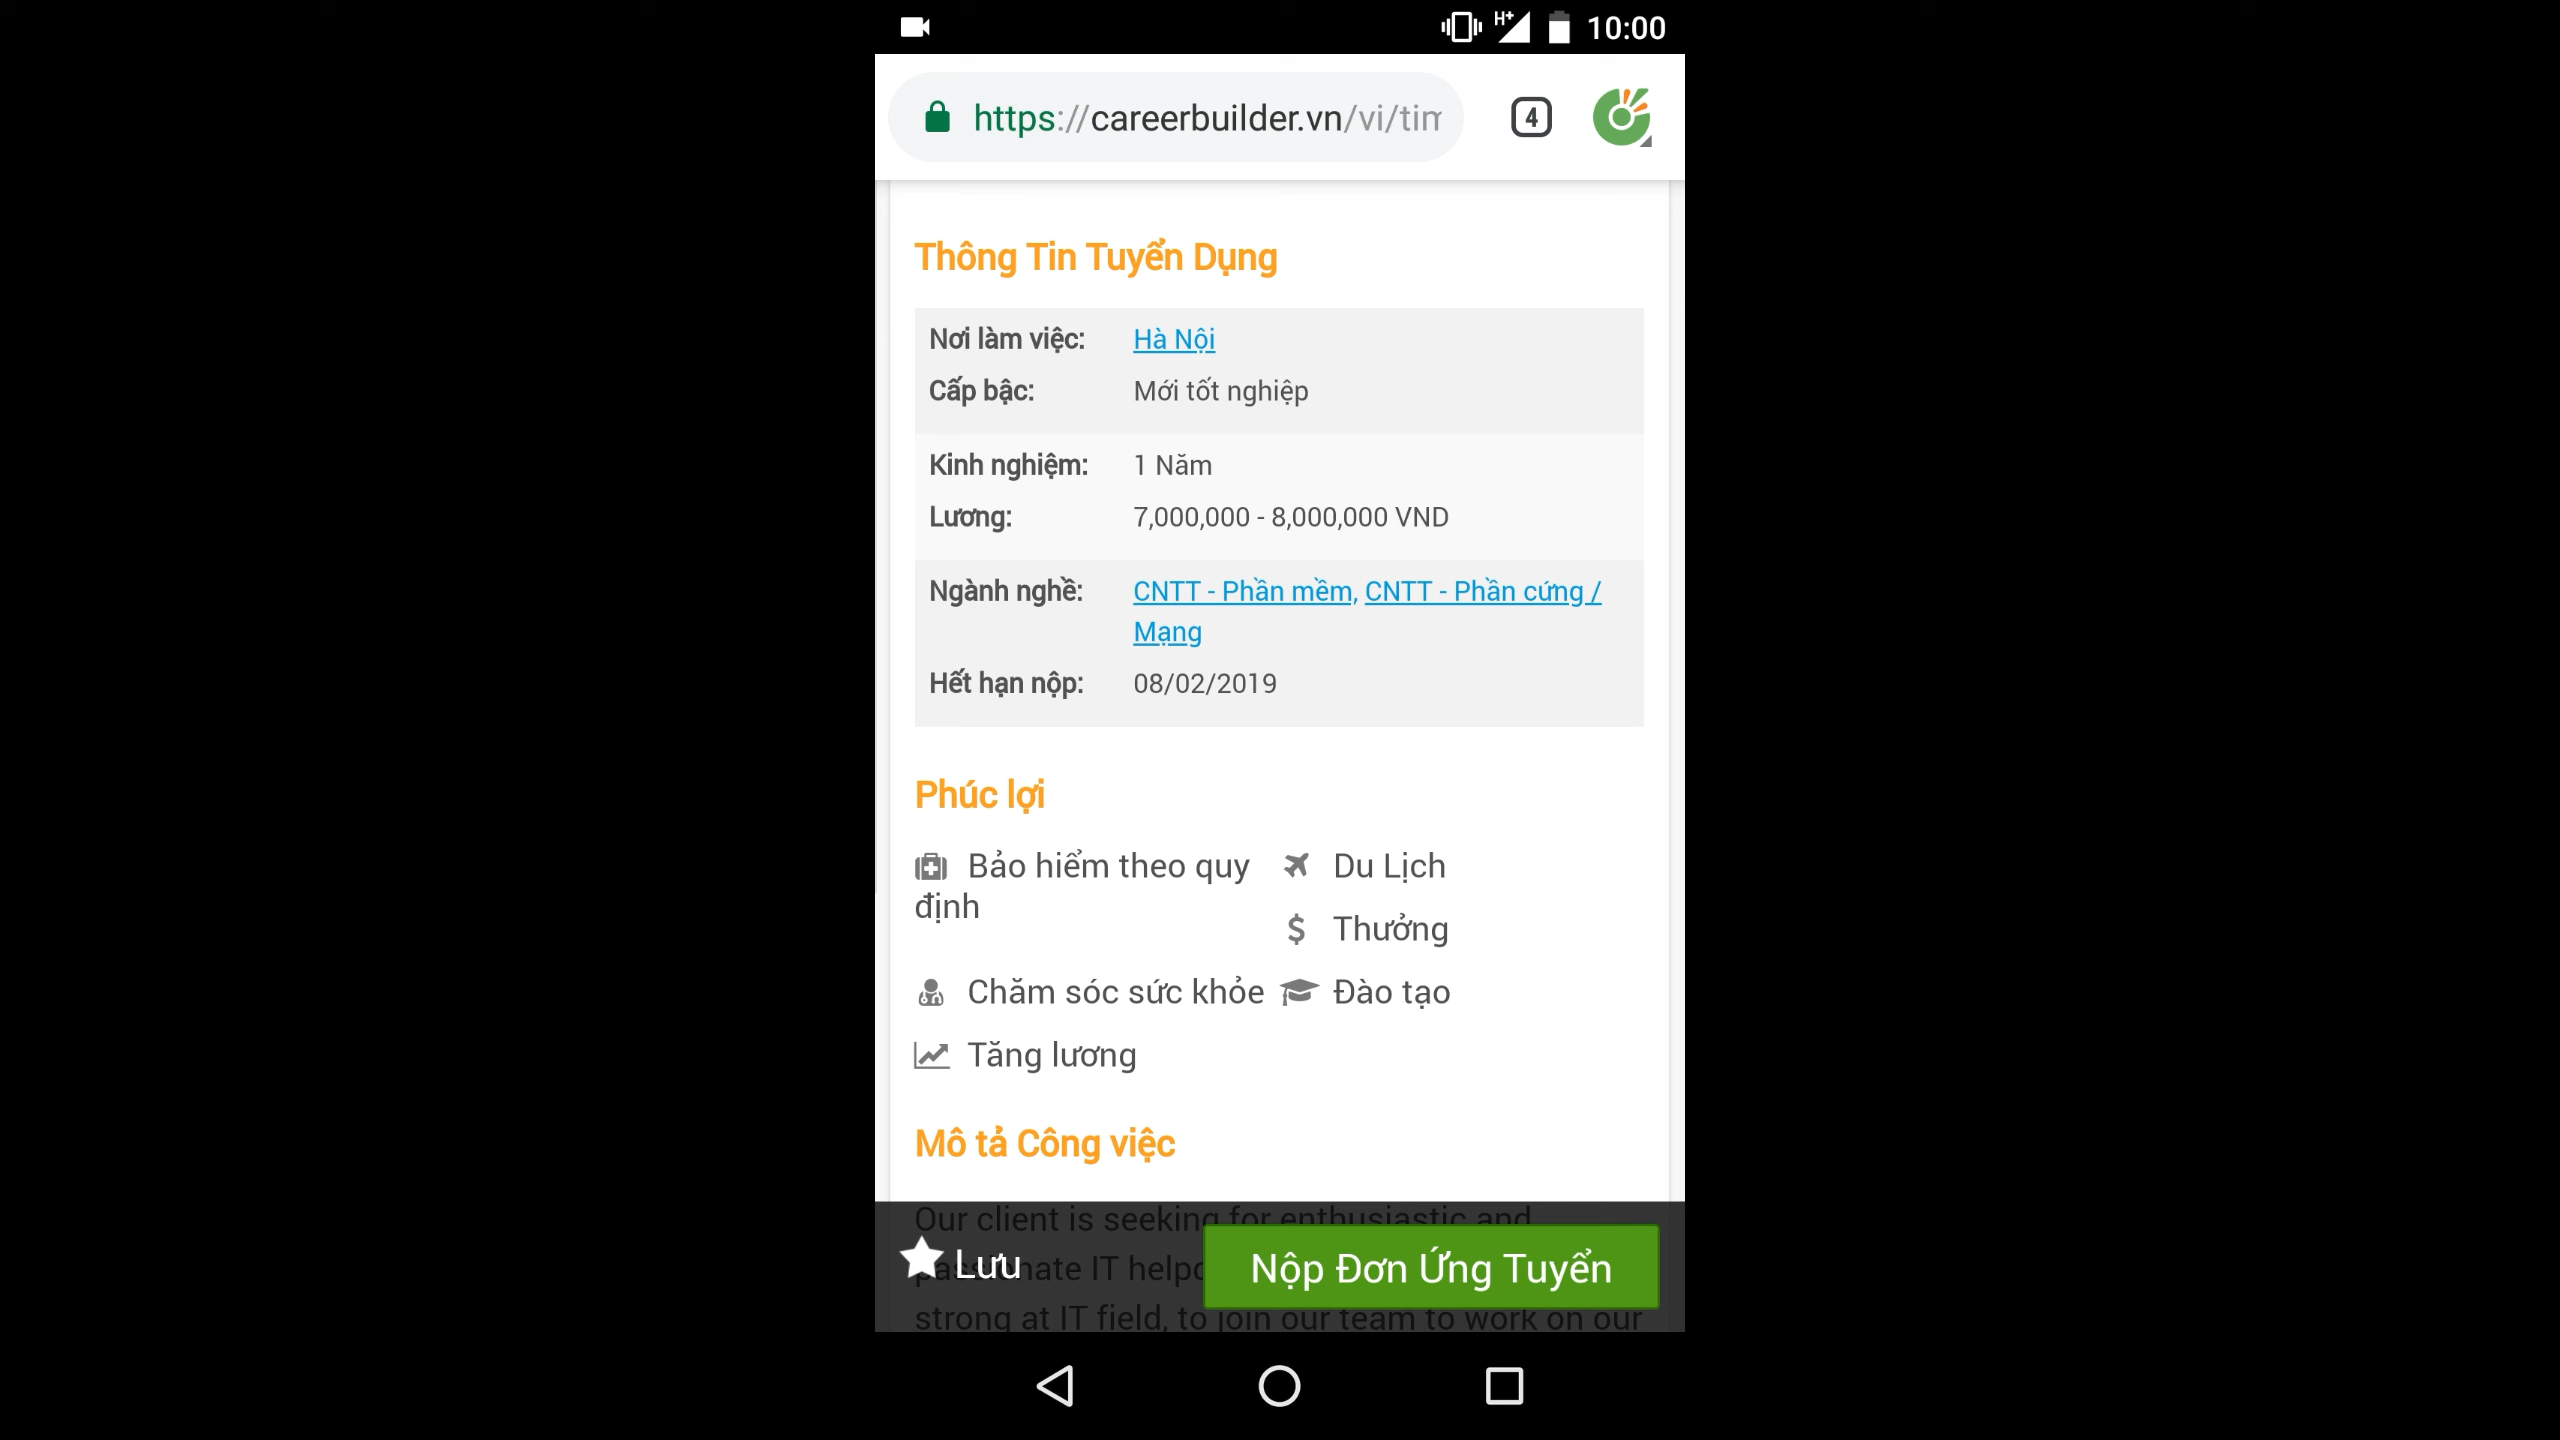 H+ 10:00
https://careerbuilder.vn/vi/tim
4
Thông Tin Tuyển Dụng
Nơi làm việc: Hà Nội
Cấp bậc: Mới tốt nghiệp
Kinh nghiệm: 1 Năm
Lương: 7,000,000 - 8,000,000 VND
Ngành nghề: CNTT - Phần mềm, CNTT - Phần cứng /
Mạng
Hết hạn nộp: 08/02/2019
Phúc lợi
Bảo hiểm theo quy
định
Du Lịch
Thưởng
Chăm sóc sức khỏe
Đào tạo
Tăng lương
Mô tả Công việc
Our client is seeking for enthusiastic and
Lưu
Nộp Đơn Ứng Tuyển
strong at IT field, to join our team to work on our